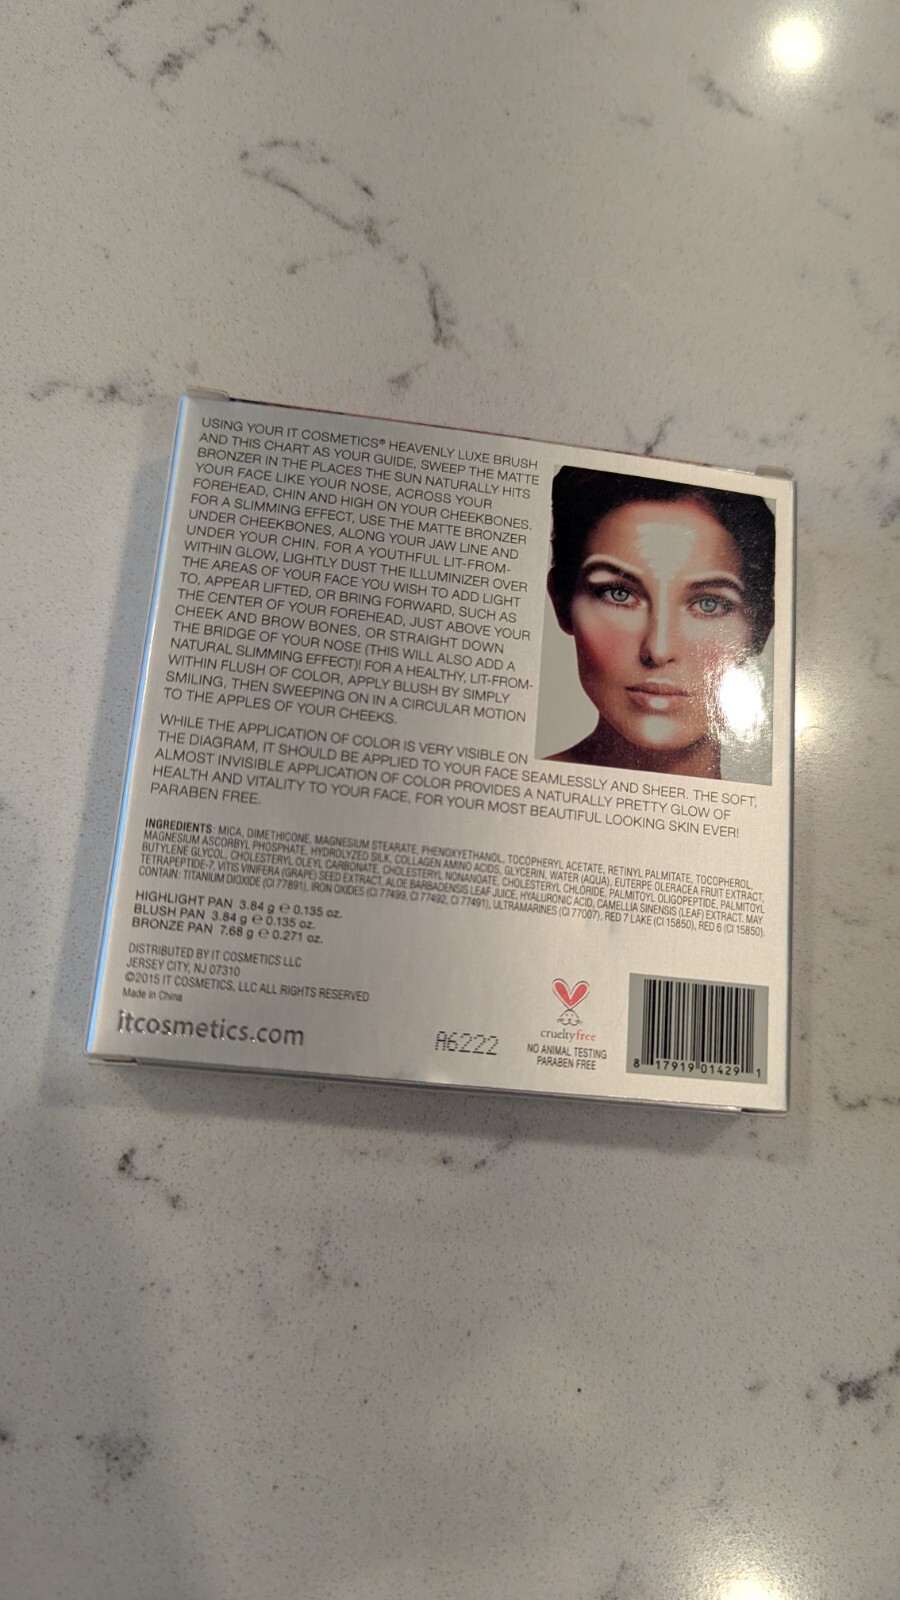 USING YOUR IT COSMETICS® HEAVENLY LUXE BRUSH
AND THIS CHART AS YOUR GUIDE, SWEEP THE MATTE
BRONZER IN THE PLACES THE SUN NATURALLY HITS
YOUR FACE LIKE YOUR NOSE, ACROSS YOUR
FOREHEAD, CHIN AND HIGH ON YOUR CHEEKBONES.
FOR A SLIMMING EFFECT, USE THE MATTE BRONZER
UNDER CHEEKBONES, ALONG YOUR JAW LINE AND
UNDER YOUR CHIN. FOR A YOUTHFUL LIT-FROM-
WITHIN GLOW, LIGHTLY DUST THE ILLUMINIZER OVER
THE AREAS OF YOUR FACE YOU WISH TO ADD LIGHT
TO, APPEAR LIFTED, OR BRING FORWARD, SUCH AS
THE CENTER OF YOUR FOREHEAD, JUST ABOVE YOUR
CHEEK AND BROW BONES, OR STRAIGHT DOWN
THE BRIDGE OF YOUR NOSE (THIS WILL ALSO ADD A
NATURAL SLIMMING EFFECT)! FOR A HEALTHY, LIT-FROM-
WITHIN FLUSH OF COLOR, APPLY BLUSH BY SIMPLY
SMILING, THEN SWEEPING ON IN A CIRCULAR MOTION
TO THE APPLES OF YOUR CHEEKS.
WHILE THE APPLICATION OF COLOR IS VERY VISIBLE ON
THE DIAGRAM, IT SHOULD BE APPLIED TO YOUR FACE SEAMLESSLY AND SHEER. THE SOFT,
ALMOST INVISIBLE APPLICATION OF COLOR PROVIDES A NATURALLY PRETTY GLOW OF
HEALTH AND VITALITY TO YOUR FACE, FOR YOUR MOST BEAUTIFUL LOOKING SKIN EVER!
PARABEN FREE.
INGREDIENTS: MICA, DIMETHICONE, MAGNESIUM STEARATE, PHENOXYETHANOL, TOCOPHERYL ACETATE, RETINYL PALMITATE, TOCOPHEROL,
MAGNESIUM ASCORBYL PHOSPHATE, HYDROLYZED SILK, COLLAGEN AMINO ACIDS, GLYCERIN, WATER (AQUA), EUTERPE OLERACEA FRUIT EXTRACT,
BUTYLENE GLYCOL, CHOLESTERYL OLEYL CARBONATE, CHOLESTERYL NONANOATE, CHOLESTERYL CHLORIDE, PALMITOYL OLIGOPEPTIDE, PALMITOYL
TETRAPEPTIDE-7, VITIS VINIFERA (GRAPE) SEED EXTRACT, ALOE BARBADENSIS LEAF JUICE, HYALURONIC ACID, CAMELLIA SINENSIS (LEAF) EXTRACT. MAY
CONTAIN: TITANIUM DIOXIDE (CI 77891), IRON OXIDES (CI 77499, CI 77492, CI 77491), ULTRAMARINES (CI 77007), RED 7 LAKE (CI 15850), RED 6 (CI 15850).
HIGHLIGHT PAN 3.84 g ℮ 0.135 oz.
BLUSH PAN 3.84 g ℮ 0.135 oz.
BRONZE PAN 7.68 g ℮ 0.271 oz.
DISTRIBUTED BY IT COSMETICS LLC
JERSEY CITY, NJ 07310
©2015 IT COSMETICS, LLC ALL RIGHTS RESERVED
Made in China
itcosmetics.com
A6222
crueltyfree
NO ANIMAL TESTING
PARABEN FREE
8 17919 01429 1